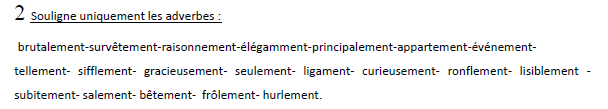 2 Souligne uniquement les adverbes :
brutalement-survêtement-raisonnement-élégamment-principalement-appartement-événement-
tellement- sifflement- gracieusement- seulement- ligament- curieusement- ronflement- lisiblement -
subitement- salement- bêtement- frôlement- hurlement.